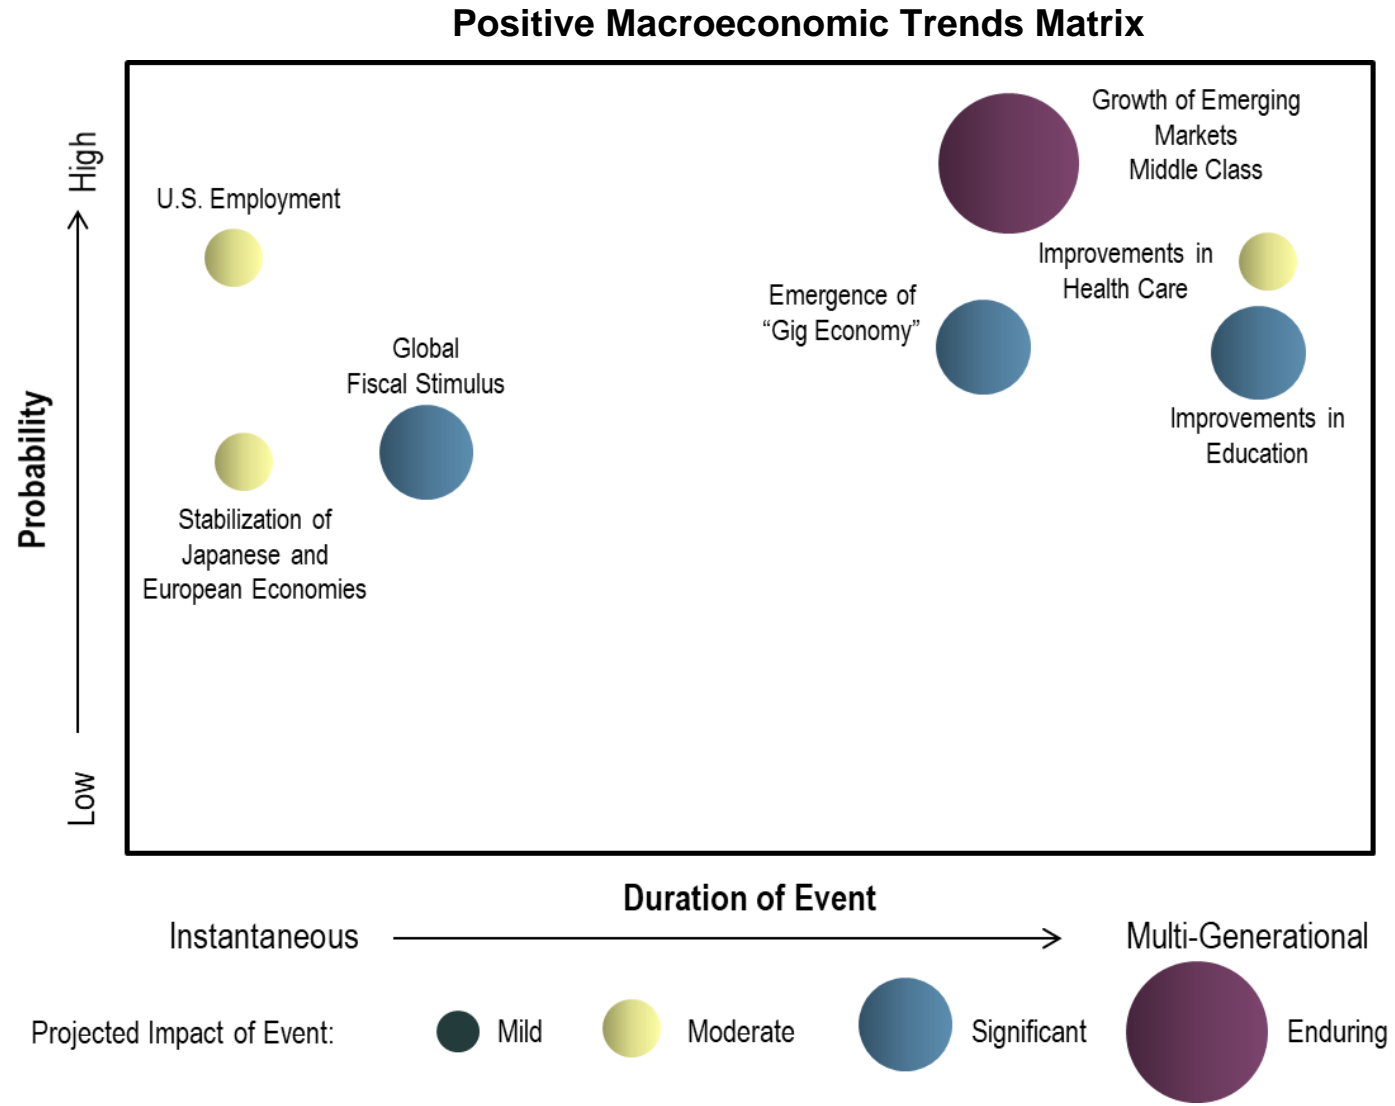 Positive Macroeconomic Trends Matrix
High
Probability
Low
U.S. Employment
Global
Fiscal Stimulus
Stabilization of
Japanese and
European Economies
Growth of Emerging
Markets
Middle Class
Improvements in
Health Care
Emergence of
“Gig Economy”
Improvements in
Education
Duration of Event
Instantaneous
Multi-Generational
Projected Impact of Event:
Mild
Moderate
Significant
Enduring